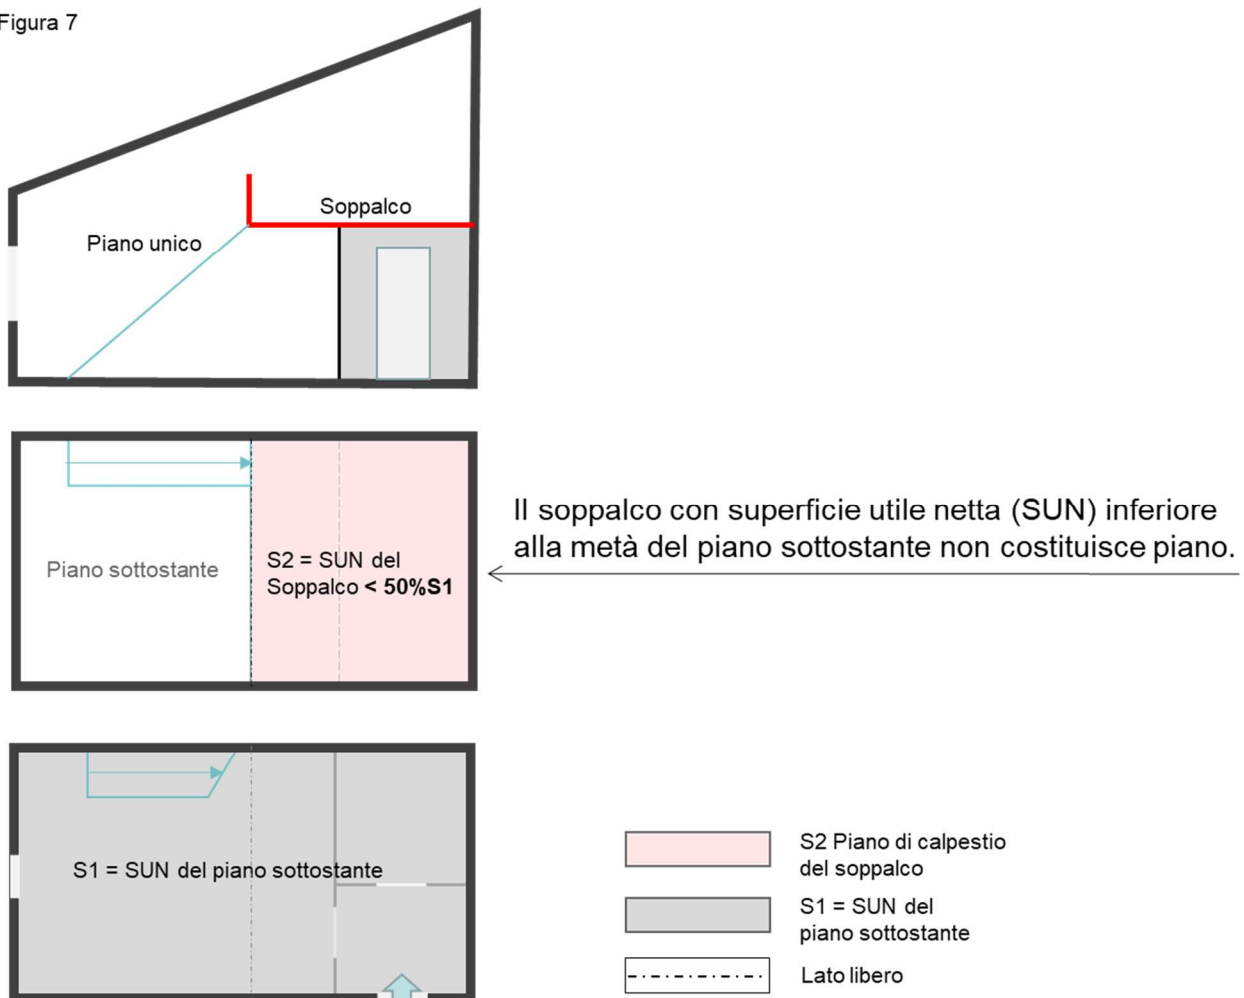 Figura 7
Soppalco
Piano unico
Il soppalco con superficie utile netta (SUN) inferiore
alla metà del piano sottostante non costituisce piano.
Piano sottostante
S2 = SUN del
Soppalco < 50%S1
S1 = SUN del piano sottostante
S2 Piano di calpestio
del soppalco
S1 = SUN del
piano sottostante
Lato libero